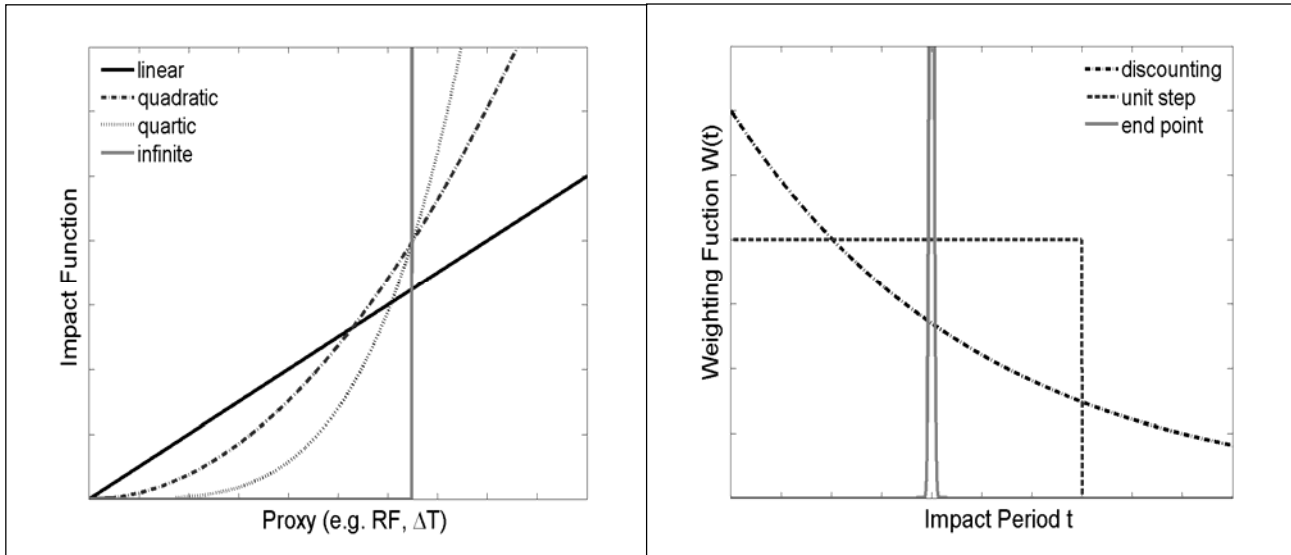 linear
quadratic
quartic
infinite
Impact Function
Proxy (e.g. RF, ΔT)
discounting
unit step
end point
Weighting Fuction W(t)
Impact Period t